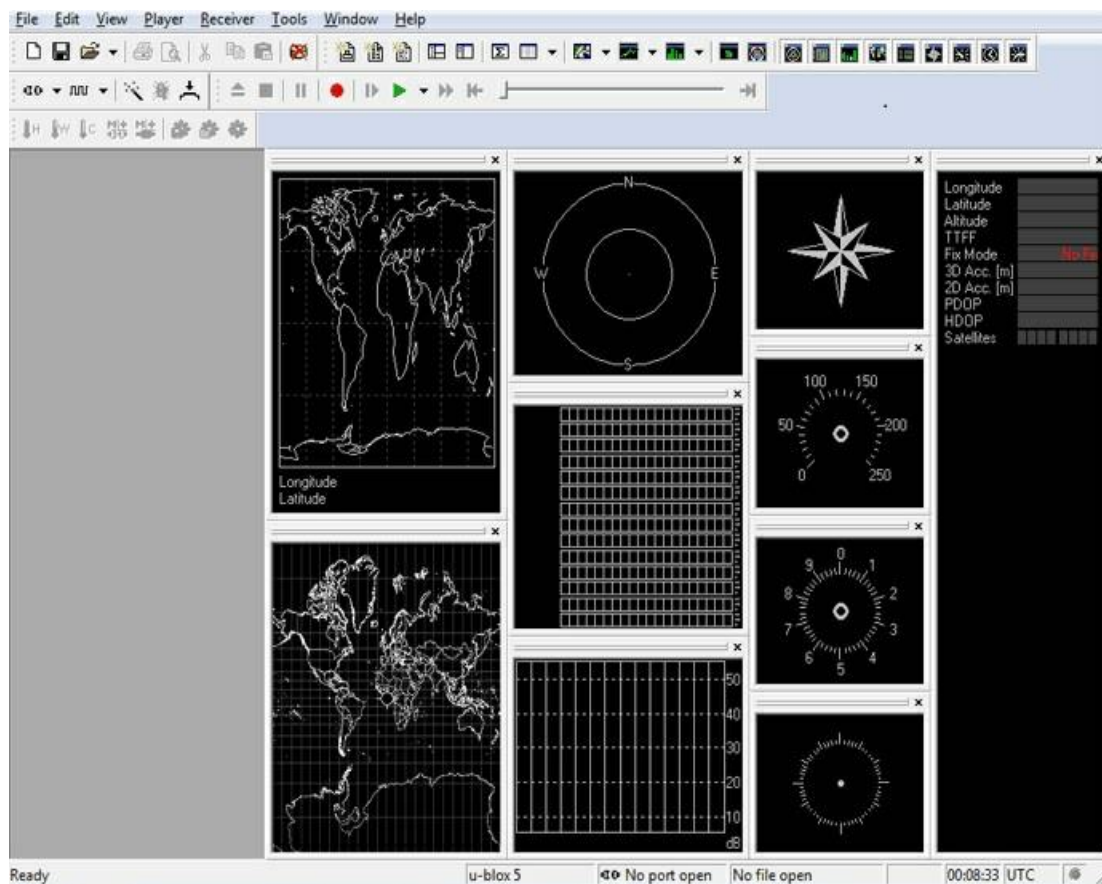 File Edit View Player Receiver Tools Window Help
Longitude
Latitude
N
W
E
S
50
40
30
20
10
dB
0
50
100
150
200
250
0
1
2
3
4
5
6
7
8
9
Longitude
Latitude
Altitude
TTFF
Fix Mode No Fi
3D Acc. [m]
2D Acc. [m]
PDOP
HDOP
Satellites
Ready u-blox 5 No port open No file open 00:08:33 UTC